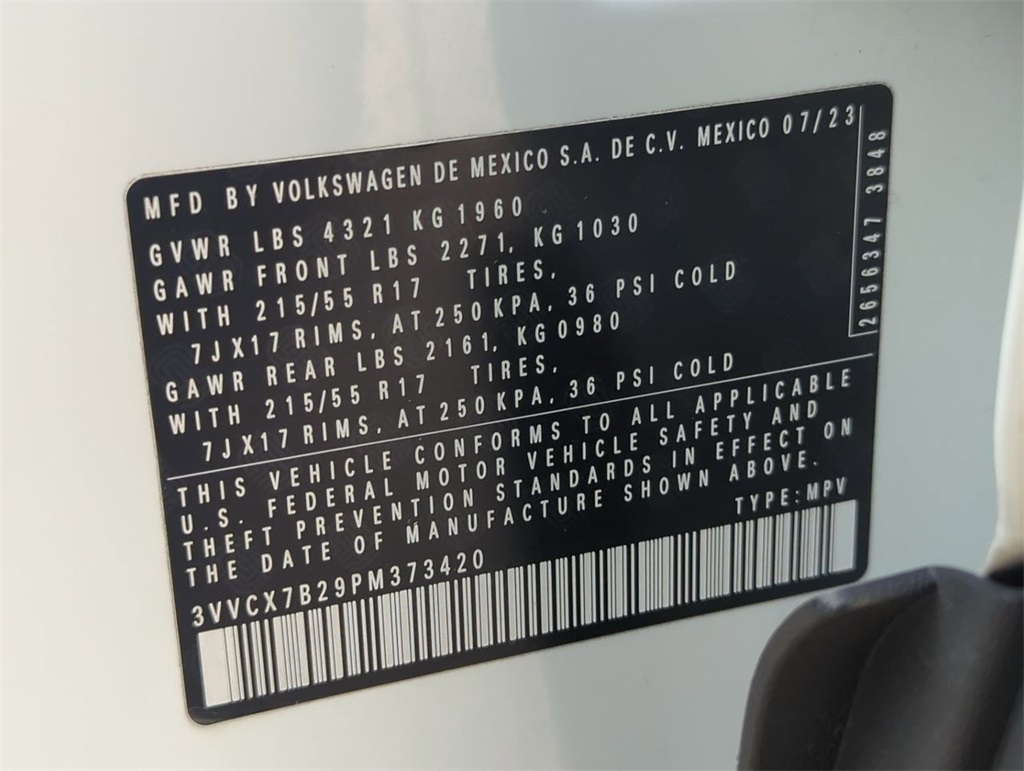 MFD BY VOLKSWAGEN DE MEXICO S.A. DE C.V. MEXICO 07/23
GVWR LBS 4321 KG 1960
GAWR FRONT LBS 2271, KG 1030
WITH 215/55 R17 TIRES,
7JX17 RIMS, AT 250 KPA, 36 PSI COLD
GAWR REAR LBS 2161, KG 0980
WITH 215/55 R17 TIRES,
7JX17 RIMS, AT 250 KPA, 36 PSI COLD
2656347 3848
THIS VEHICLE CONFORMS TO ALL APPLICABLE
U.S. FEDERAL MOTOR VEHICLE SAFETY AND
THEFT PREVENTION STANDARDS IN EFFECT ON
THE DATE OF MANUFACTURE SHOWN ABOVE.
3VVCX7B29PM373420 TYPE: MPV